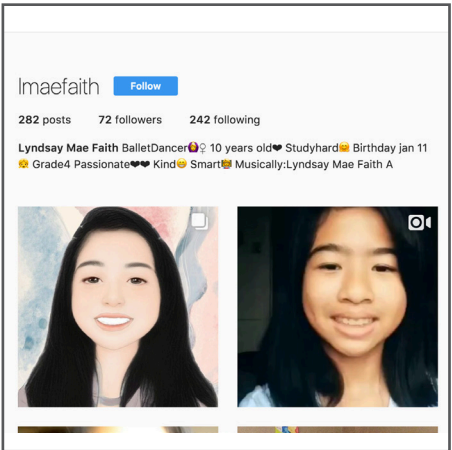 lmaefaith Follow
282 posts 72 followers 242 following
Lyndsay Mae Faith BalletDancer🙆♀ 10 years old❤ Studyhard🤗 Birthday jan 11
😚 Grade4 Passionate❤❤ Kind😊 Smart🤓 Musically:Lyndsay Mae Faith A